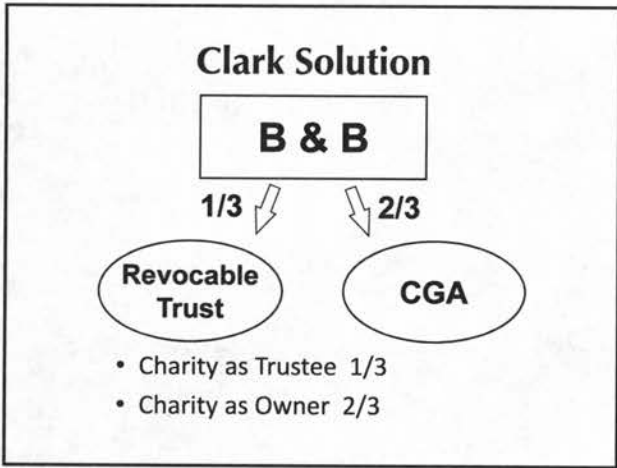 Clark Solution
B & B
1/3
2/3
Revocable
Trust
CGA
• Charity as Trustee 1/3
• Charity as Owner 2/3